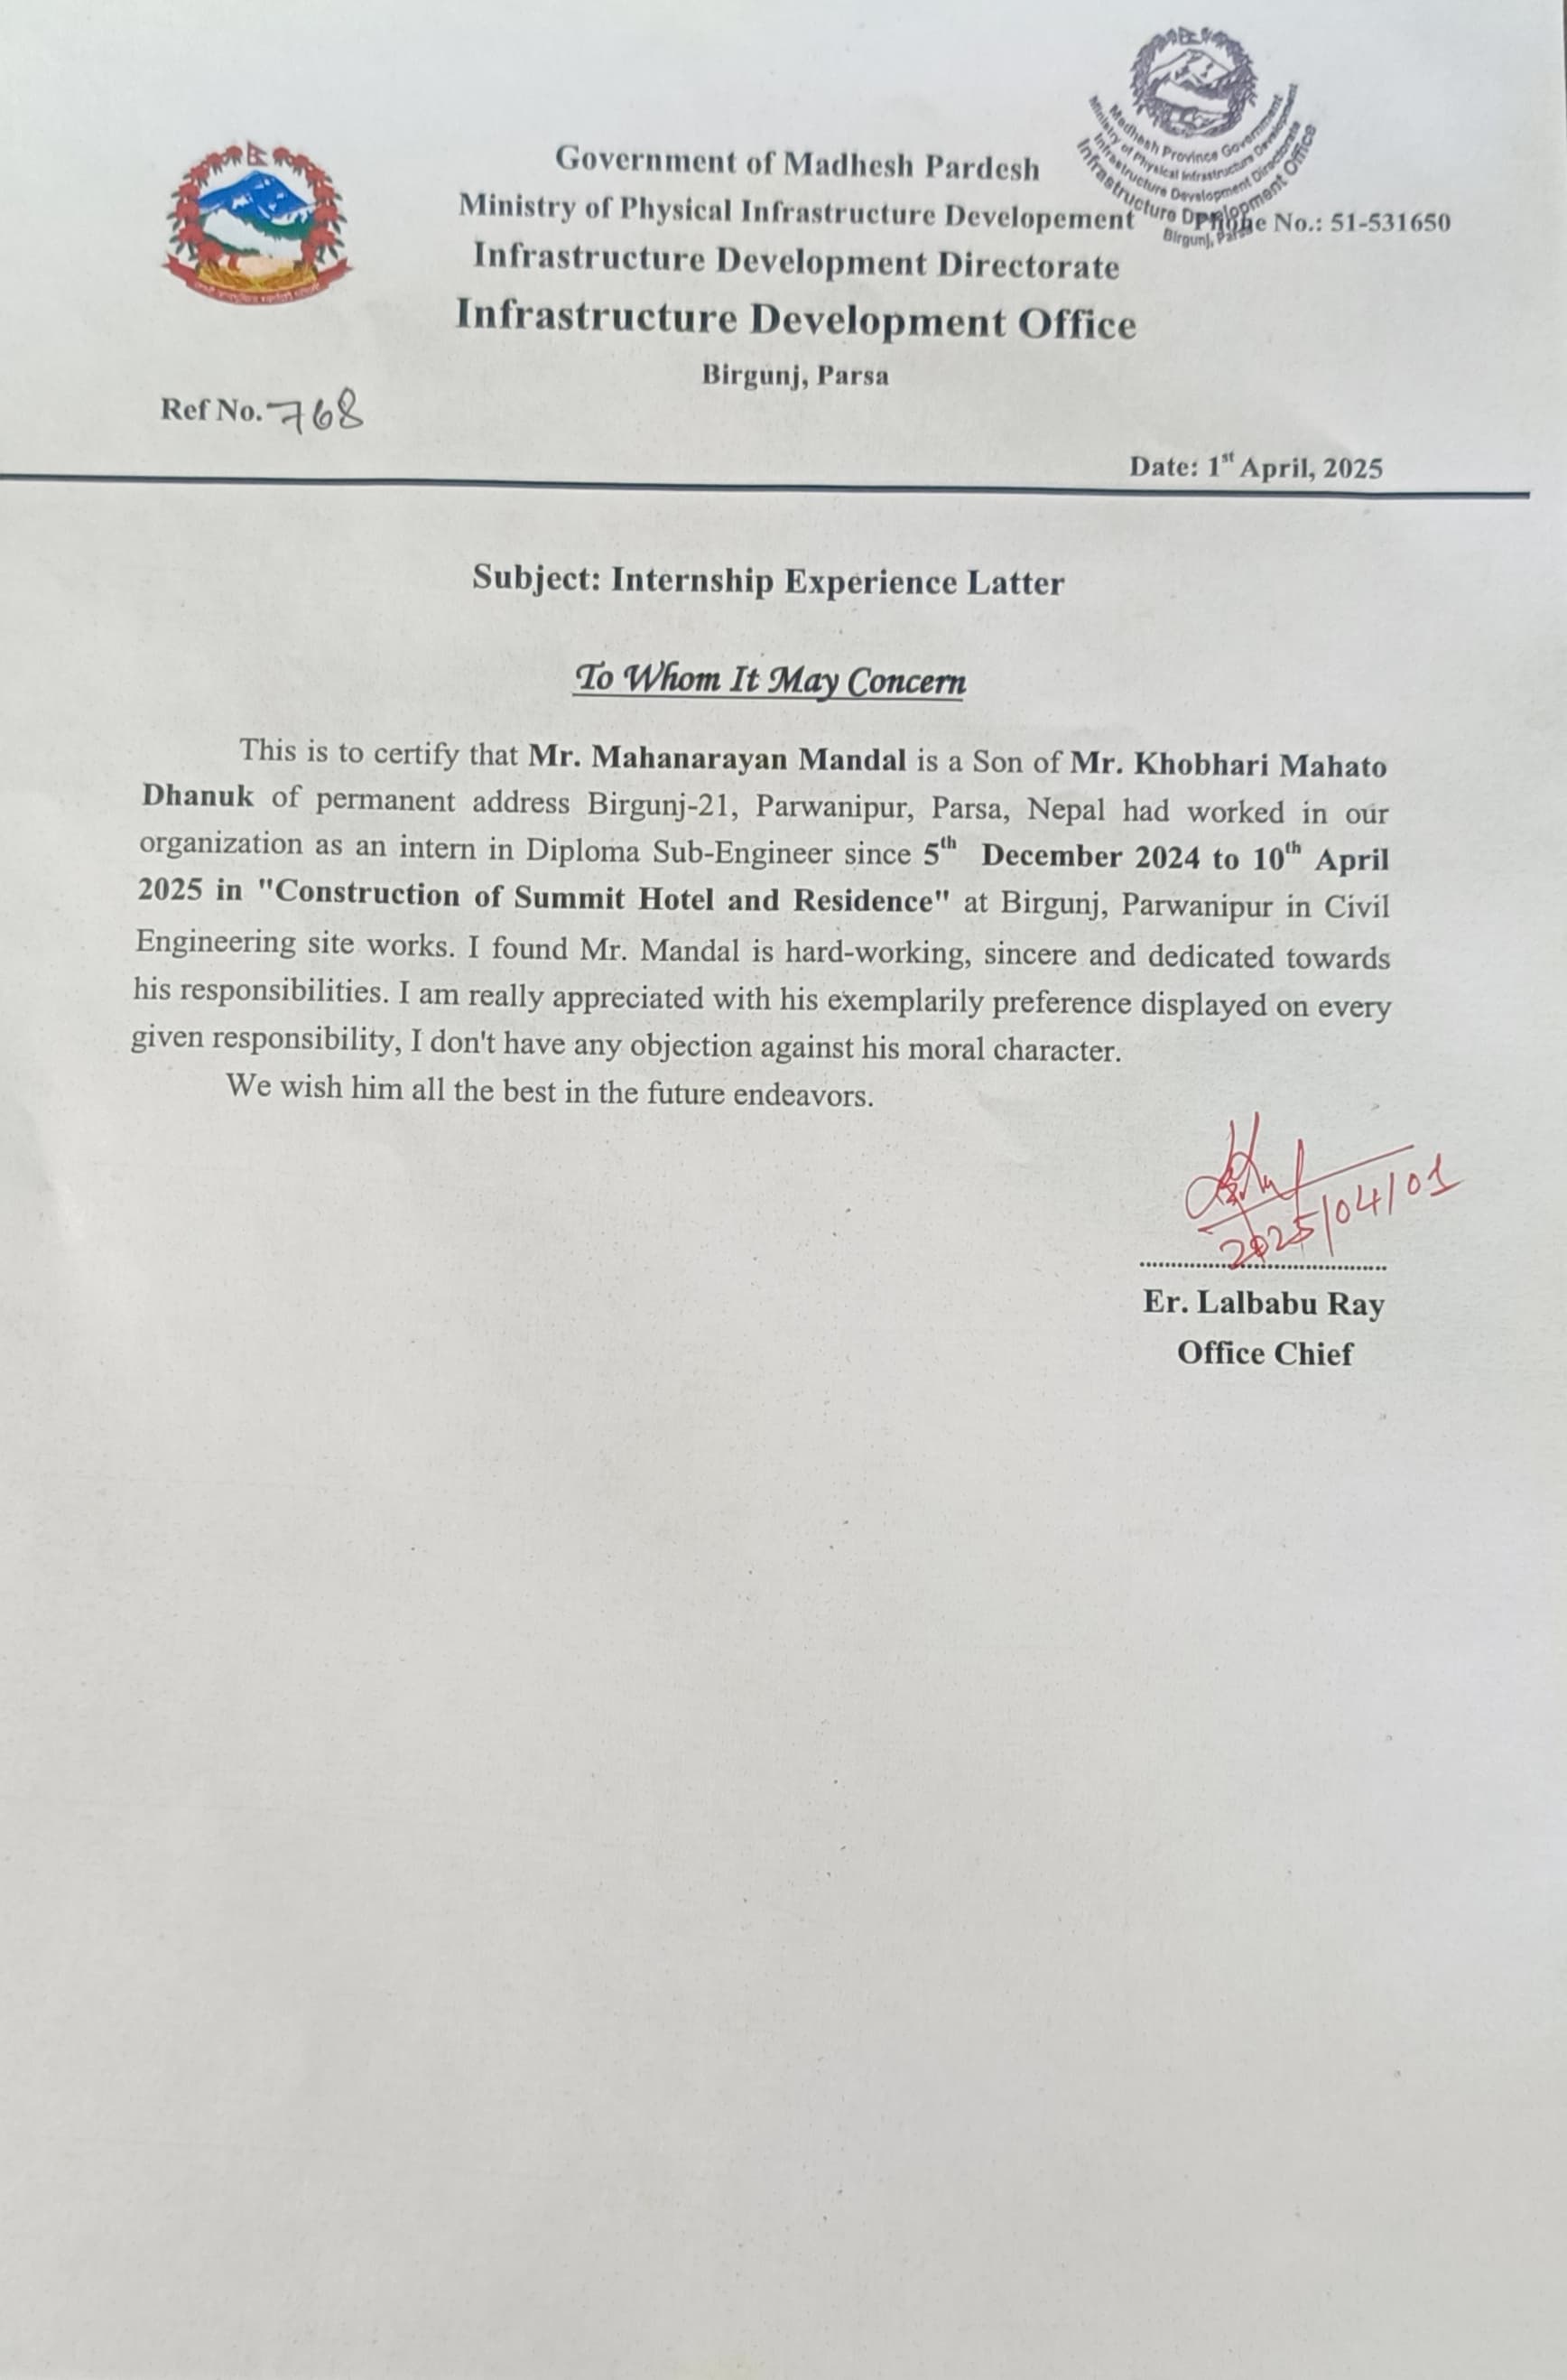 Madhesh Province Government
Ministry of Physical Infrastructure Development
Infrastructure Development Directorate
Infrastructure Development Office
Birgunj, Parsa
Government of Madhesh Pardesh
Ministry of Physical Infrastructure Developement
Phone No.: 51-531650
Infrastructure Development Directorate
Infrastructure Development Office
Birgunj, Parsa
Ref No. 768
Date: 1st April, 2025
Subject: Internship Experience Latter
To Whom It May Concern
This is to certify that Mr. Mahanarayan Mandal is a Son of Mr. Khobhari Mahato
Dhanuk of permanent address Birgunj-21, Parwanipur, Parsa, Nepal had worked in our
organization as an intern in Diploma Sub-Engineer since 5th December 2024 to 10th April
2025 in "Construction of Summit Hotel and Residence" at Birgunj, Parwanipur in Civil
Engineering site works. I found Mr. Mandal is hard-working, sincere and dedicated towards
his responsibilities. I am really appreciated with his exemplarily preference displayed on every
given responsibility, I don't have any objection against his moral character.
We wish him all the best in the future endeavors.
2025/04/01
Er. Lalbabu Ray
Office Chief